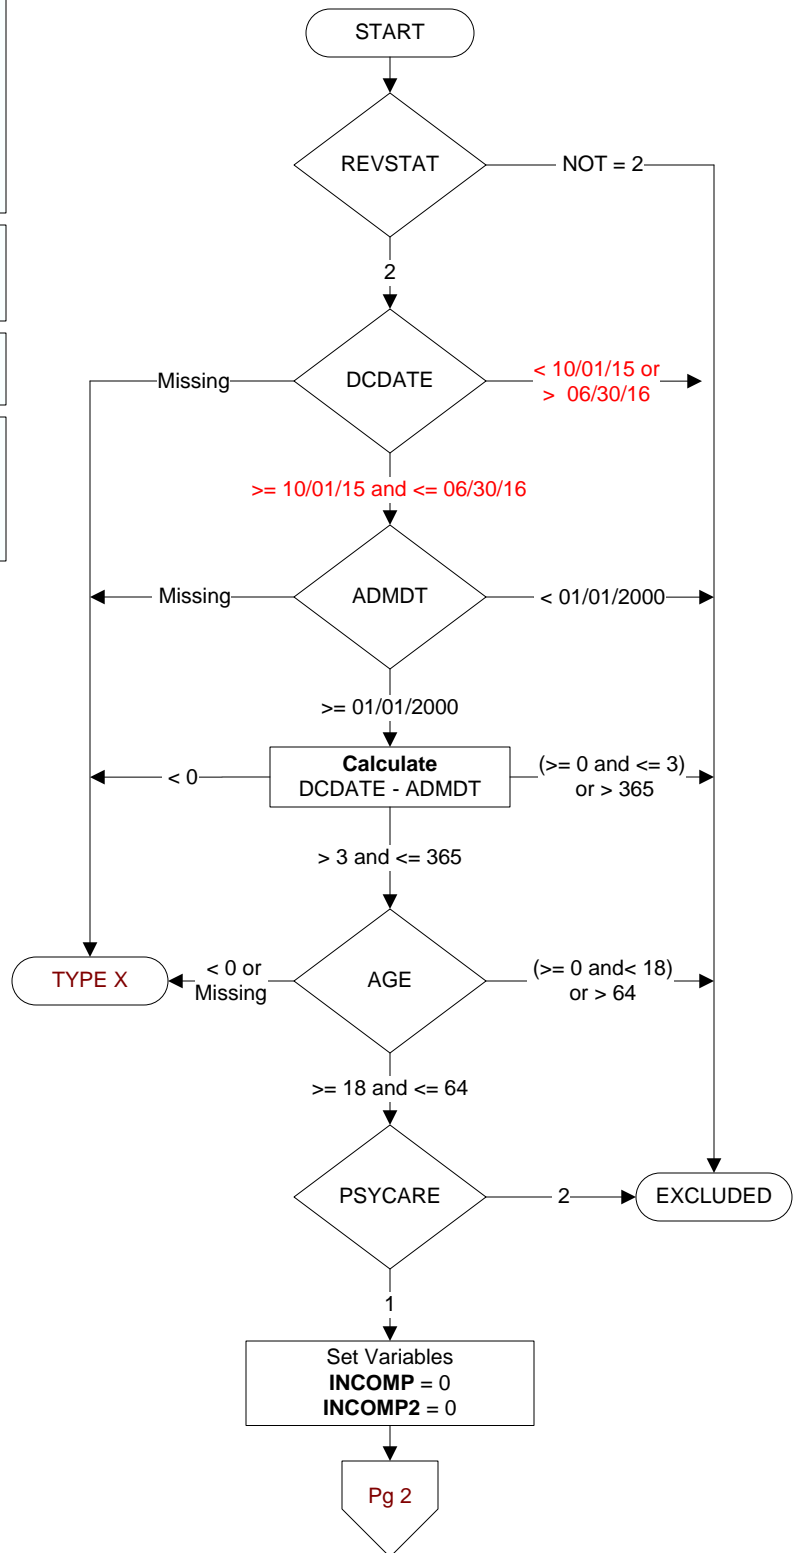 START
REVSTAT
NOT = 2
2
Missing
DCDATE
< 10/01/15 or
> 06/30/16
>= 10/01/15 and <= 06/30/16
Missing
ADMDT
< 01/01/2000
>= 01/01/2000
< 0
Calculate
DCDATE - ADMDT
(>= 0 and <= 3)
or > 365
> 3 and <= 365
TYPE X
< 0 or
Missing
AGE
(>= 0 and< 18)
or > 64
>= 18 and <= 64
PSYCARE
2
EXCLUDED
1
Set Variables
INCOMP = 0
INCOMP2 = 0
Pg 2